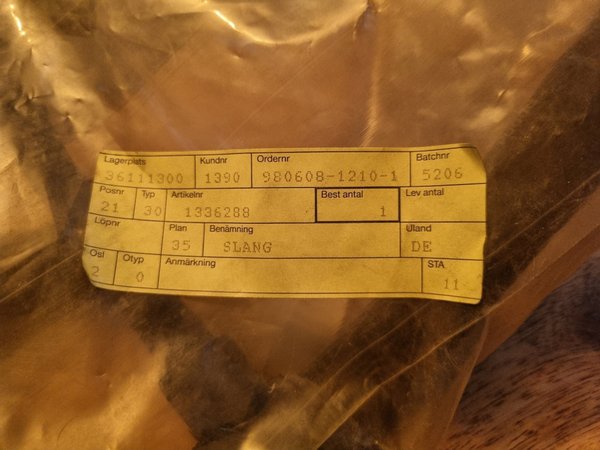 Lagerplats Kundnr Ordernr Batchnr
36111300 1390 980608-1210-1 5206
Posnr Typ Artikelnr Best antal Lev antal
21 30 1336288 1
Löpnr Plan Benämning Uland
35 SLANG DE
Osl Otyp Anmärkning STA
2 0 11